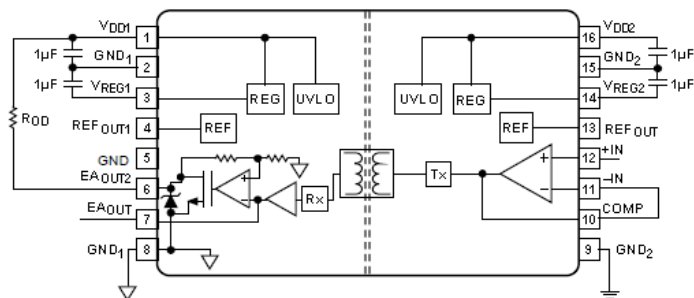 VDD1
1µF
GND1
1µF
VREG1
ROD
REFOUT1
GND
EAOUT2
EAOUT
GND1
1
2
3
4
5
6
7
8
REG
UVLO
REF
+
−
Rx
Tx
UVLO
REG
REF
+
−
16
15
14
13
12
11
10
9
VDD2
1µF
GND2
1µF
VREG2
REFOUT
+IN
−IN
COMP
GND2